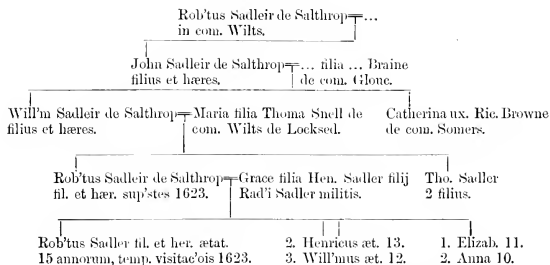 Rob'tus Sadleir de Salthrop=...
in com. Wilts.
John Sadleir de Salthrop=... filia ... Braine
filius et hæres. de com. Glouc.
Will'm Sadleir de Salthrop=Maria filia Thoma Snell de Catherina ux. Ric. Browne
filius et hæres. com. Wilts de Locksed. de com. Somers.
Rob'tus Sadleir de Salthrop=Grace filia Hen. Sadler filij Tho. Sadler
fil. et hær. sup'stes 1623. Rad'i Sadler militis. 2 filius.
Rob'tus Sadler fil. et her. ætat. 2. Henricus æt. 13. 1. Elizab. 11.
15 annorum, temp. visitac'ois 1623. 3. Will'mus æt. 12. 2. Anna 10.